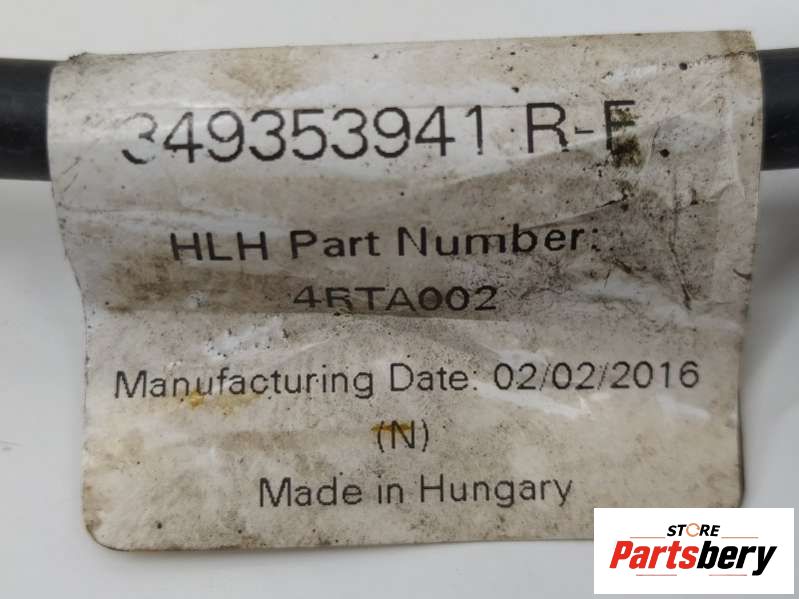 349353941 R-F
HLH Part Number:
4RTA002
Manufacturing Date: 02/02/2016
(N)
Made in Hungary
STORE
Partsbery